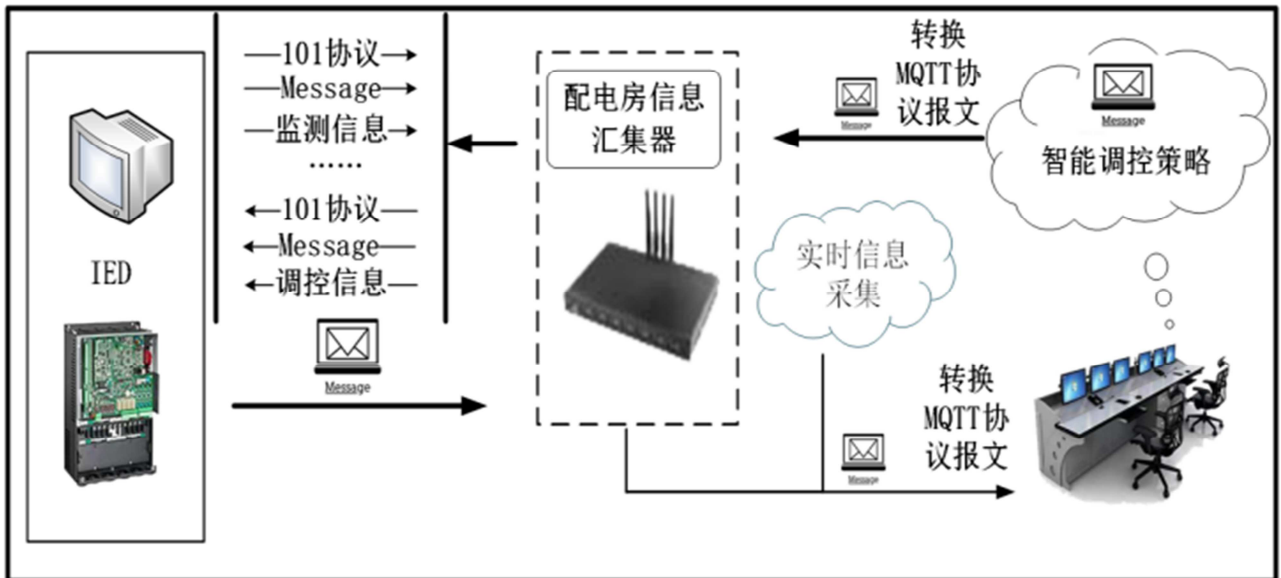 101协议
Message
监测信息
……
101协议
Message
调控信息
Message
IED
配电房信息
汇集器
转换
MQTT协
议报文
Message
Message
智能调控策略
实时信息
采集
转换
MQTT协
议报文
Message